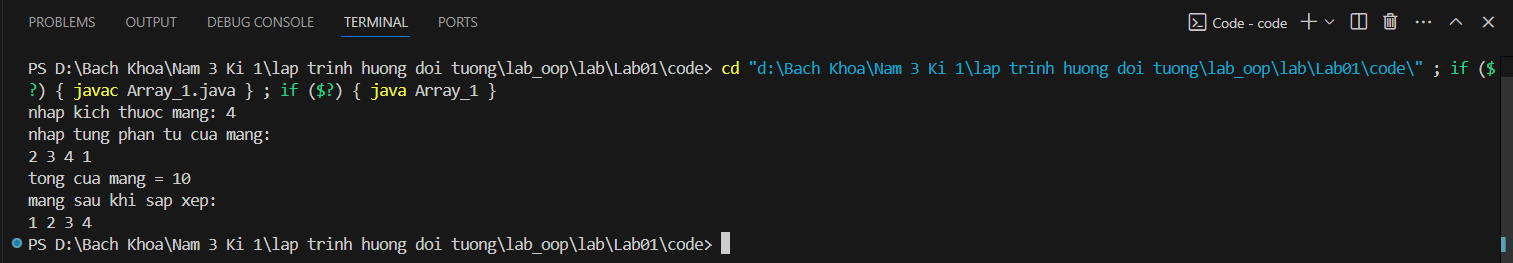 PROBLEMS OUTPUT DEBUG CONSOLE TERMINAL PORTS Code - code
PS D:\Bach Khoa\Nam 3 Ki 1\lap trinh huong doi tuong\lab_oop\lab\Lab01\code> cd "d:\Bach Khoa\Nam 3 Ki 1\lap trinh huong doi tuong\lab_oop\lab\Lab01\code\" ; if ($
?) { javac Array_1.java } ; if ($?) { java Array_1 }
nhap kich thuoc mang: 4
nhap tung phan tu cua mang:
2 3 4 1
tong cua mang = 10
mang sau khi sap xep:
1 2 3 4
PS D:\Bach Khoa\Nam 3 Ki 1\lap trinh huong doi tuong\lab_oop\lab\Lab01\code>